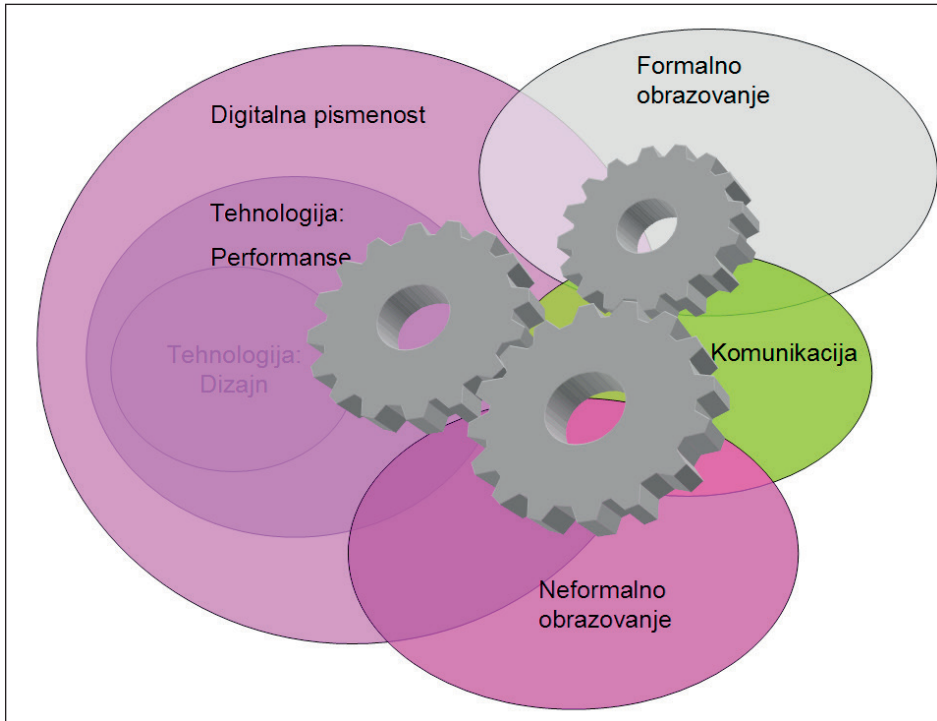 Formalno
obrazovanje
Digitalna pismenost
Tehnologija:
Performanse
Tehnologija:
Dizajn
Komunikacija
Neformalno
obrazovanje